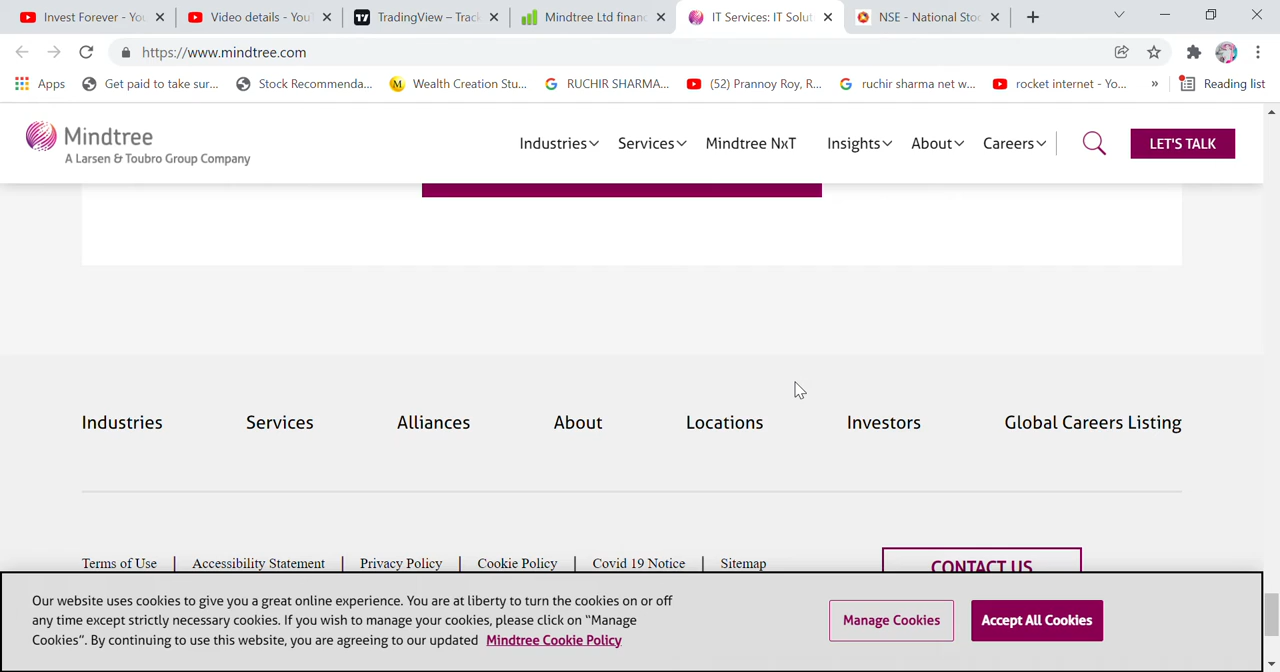 Invest Forever - You
Video details - YouT
TradingView – Track
Mindtree Ltd financ
IT Services: IT Solut
NSE - National Stoc
https://www.mindtree.com
Apps
Get paid to take sur...
Stock Recommenda...
Wealth Creation Stu...
RUCHIR SHARMA...
(52) Prannoy Roy, R...
ruchir sharma net w...
rocket internet - Yo...
»
Reading list
Mindtree
A Larsen & Toubro Group Company
Industries
Services
Mindtree NxT
Insights
About
Careers
LET'S TALK
Industries
Services
Alliances
About
Locations
Investors
Global Careers Listing
Terms of Use | Accessibility Statement | Privacy Policy | Cookie Policy | Covid 19 Notice | Sitemap
CONTACT US
Our website uses cookies to give you a great online experience. You are at liberty to turn the cookies on or off
any time except strictly necessary cookies. If you wish to manage your cookies, please click on “Manage
Cookies”. By continuing to use this website, you are agreeing to our updated Mindtree Cookie Policy
Manage Cookies
Accept All Cookies